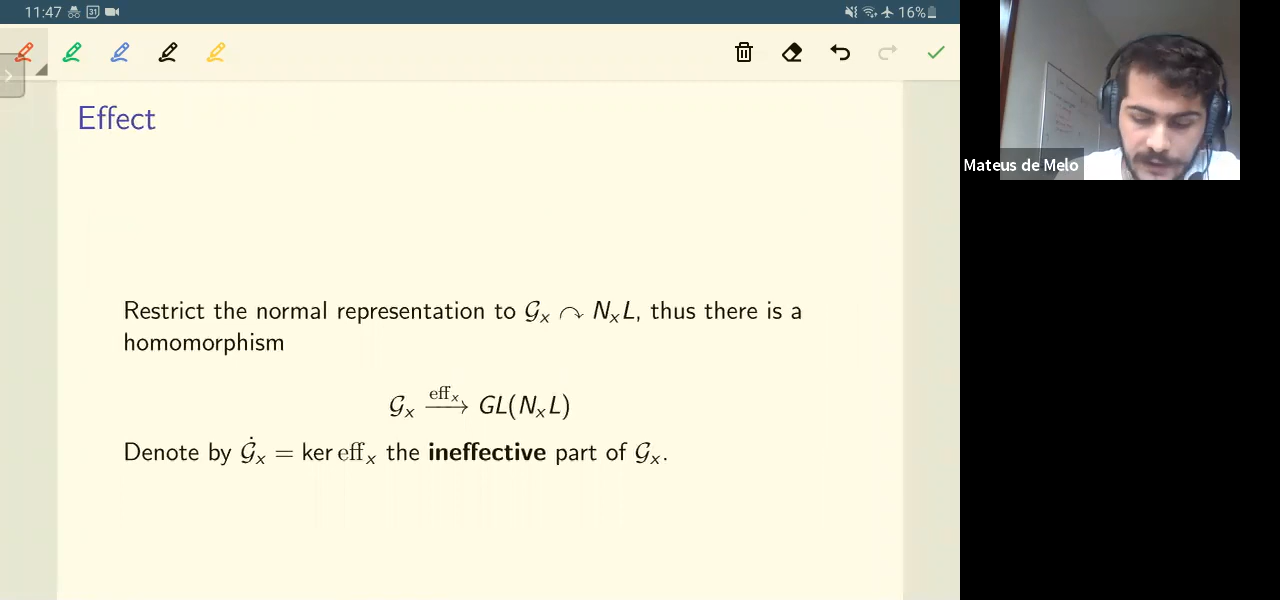 11:47 31 16%
Effect
Mateus de Melo
Restrict the normal representation to 𝒢ₓ ↷ NₓL, thus there is a
homomorphism
𝒢ₓ —effₓ→ GL(NₓL)
Denote by 𝒢̇ₓ = ker effₓ the ineffective part of 𝒢ₓ.